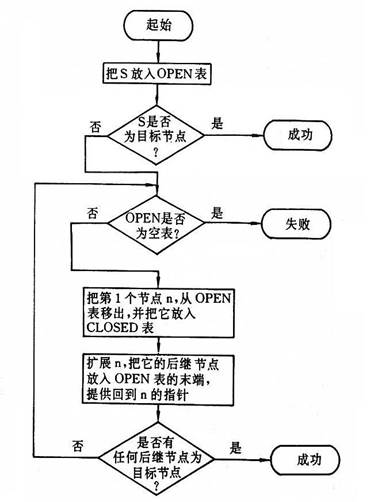 起始
把S放入OPEN表
S是否
为目标节点
?
否
是
成功
OPEN是否
为空表?
否
是
失败
把第1个节点n,从OPEN
表移出,并把它放入
CLOSED表
扩展n,把它的后继节点
放入OPEN表的末端,
提供回到n的指针
是否有
任何后继节点为
目标节点
?
否
是
成功